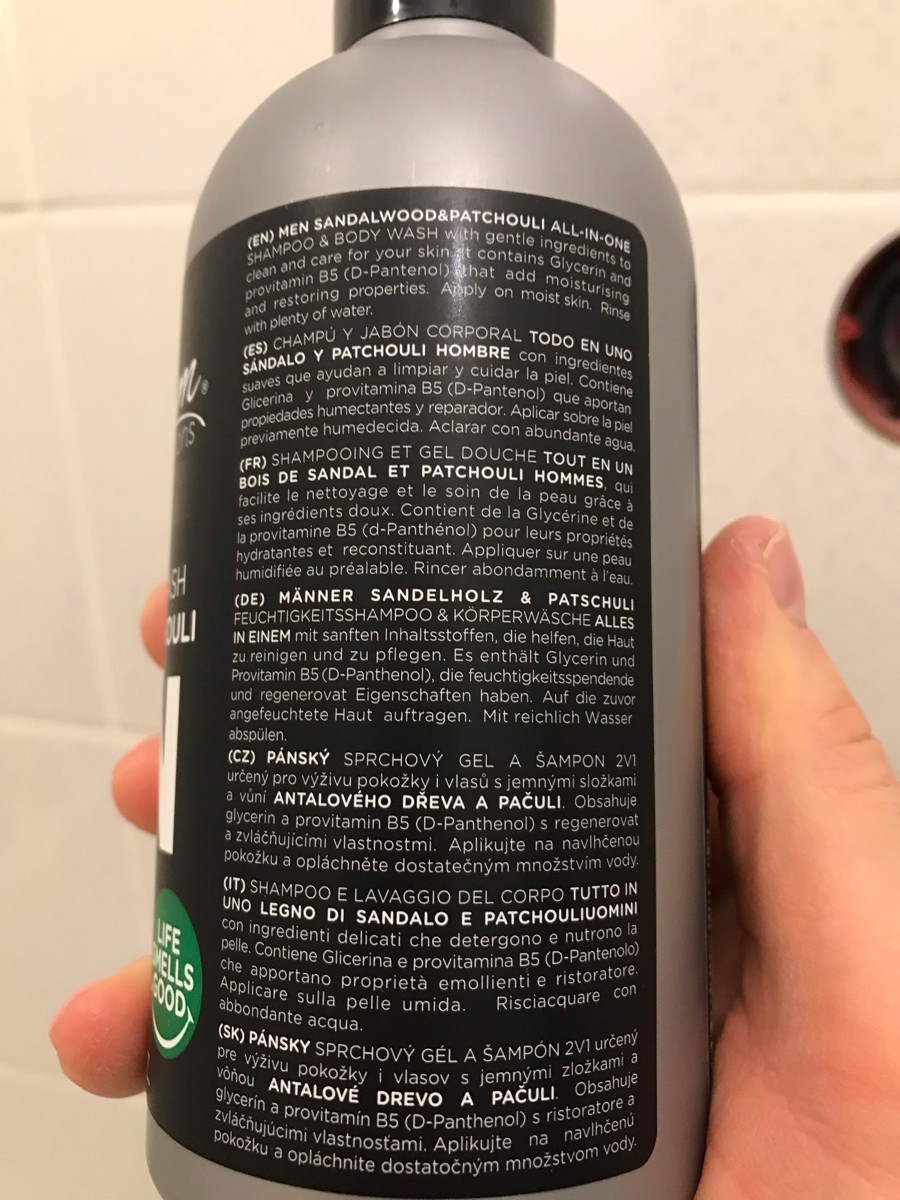 m®
ons
SH
OULI
LIFE
SMELLS
GOOD
(EN) MEN SANDALWOOD&PATCHOULI ALL-IN-ONE
SHAMPOO & BODY WASH with gentle ingredients to
clean and care for your skin. It contains Glycerin and
provitamin B5 (D-Pantenol) that add moisturising
and restoring properties. Apply on moist skin. Rinse
with plenty of water.
(ES) CHAMPÚ Y JABÓN CORPORAL TODO EN UNO
SÁNDALO Y PATCHOULI HOMBRE con ingredientes
suaves que ayudan a limpiar y cuidar la piel. Contiene
Glicerina y provitamina B5 (D-Pantenol) que aportan
propiedades humectantes y reparador. Aplicar sobre la piel
previamente humedecida. Aclarar con abundante agua.
(FR) SHAMPOOING ET GEL DOUCHE TOUT EN UN
BOIS DE SANDAL ET PATCHOULI HOMMES, qui
facilite le nettoyage et le soin de la peau grâce à
ses ingrédients doux. Contient de la Glycérine et de
la provitamine B5 (d-Panthénol) pour leurs propriétés
hydratantes et reconstituant. Appliquer sur une peau
humidifiée au préalable. Rincer abondamment à l'eau.
(DE) MÄNNER SANDELHOLZ & PATSCHULI
FEUCHTIGKEITSSHAMPOO & KÖRPERWÄSCHE ALLES
IN EINEM mit sanften Inhaltsstoffen, die helfen, die Haut
zu reinigen und zu pflegen. Es enthält Glycerin und
Provitamin B5 (D-Panthenol), die feuchtigkeitsspendende
und regenerovat Eigenschaften haben. Auf die zuvor
angefeuchtete Haut auftragen. Mit reichlich Wasser
abspülen.
(CZ) PÁNSKÝ SPRCHOVÝ GEL A ŠAMPON 2V1
určený pro výživu pokožky i vlasů s jemnými složkami
a vůní ANTALOVÉHO DŘEVA A PAČULI. Obsahuje
glycerin a provitamin B5 (D-Panthenol) s regenerovat
a zvláčňujícími vlastnostmi. Aplikujte na navlhčenou
pokožku a opláchněte dostatečným množstvím vody.
(IT) SHAMPOO E LAVAGGIO DEL CORPO TUTTO IN
UNO LEGNO DI SANDALO E PATCHOULIUOMINI
con ingredienti delicati che detergono e nutrono la
pelle. Contiene Glicerina e provitamina B5 (D-Pantenolo)
che apportano proprietà emollienti e ristoratore.
Applicare sulla pelle umida. Risciacquare con
abbondante acqua.
(SK) PÁNSKY SPRCHOVÝ GÉL A ŠAMPÓN 2V1 určený
pre výživu pokožky i vlasov s jemnými zložkami a
vôňou ANTALOVÉ DREVO A PAČULI. Obsahuje
glycerín a provitamín B5 (D-Panthenol) s ristoratore a
zvláčňujúcimi vlastnosťami. Aplikujte na navlhčenú
pokožku a opláchnite dostatočným množstvom vody.